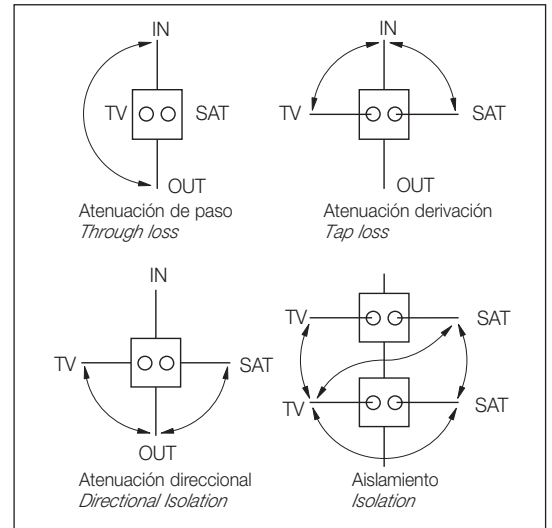 IN
TV SAT
OUT
Atenuación de paso
Through loss
IN
TV SAT
OUT
Atenuación derivación
Tap loss
IN
TV SAT
OUT
Atenuación direccional
Directional Isolation
TV SAT
TV SAT
Aislamiento
Isolation